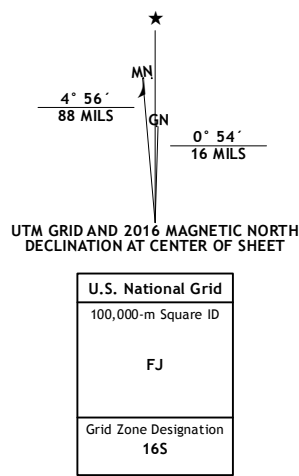 ★
MN
4° 56´
88 MILS
GN
0° 54´
16 MILS
UTM GRID AND 2016 MAGNETIC NORTH
DECLINATION AT CENTER OF SHEET
U.S. National Grid
100,000-m Square ID
FJ
Grid Zone Designation
16S